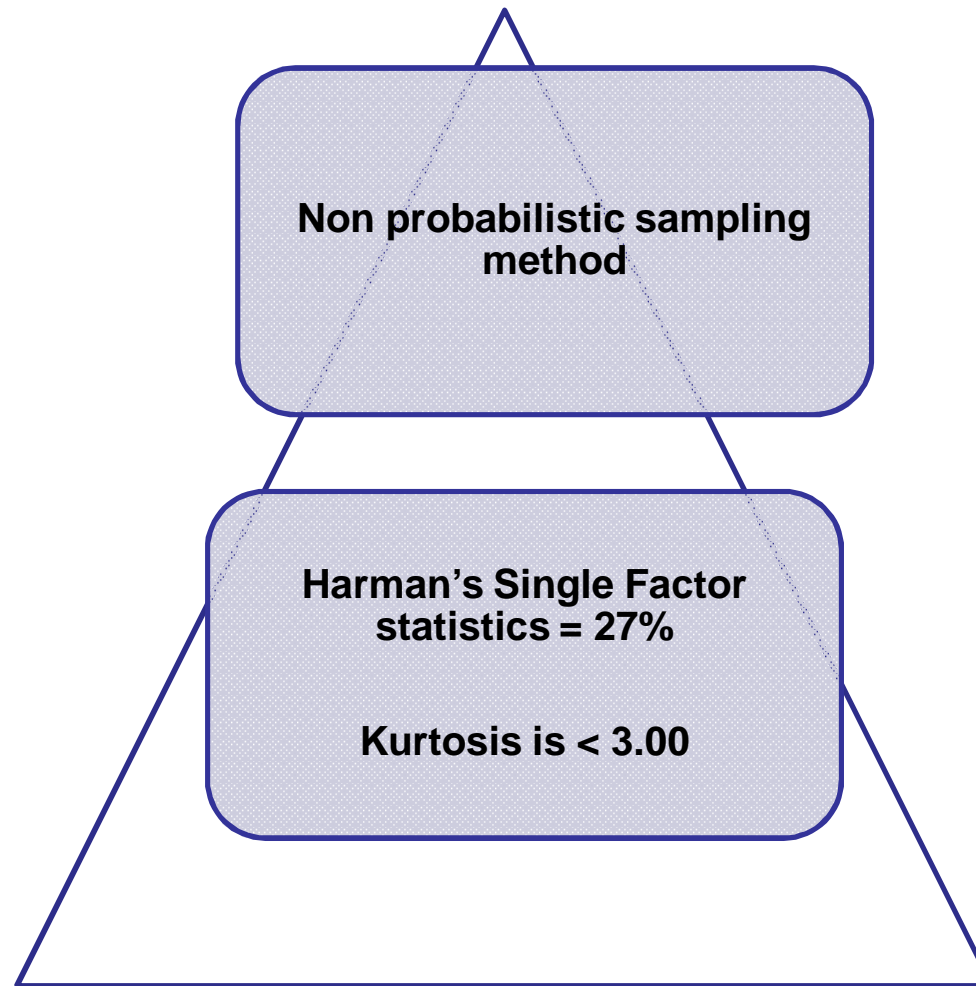 Non probabilistic sampling
method
Harman’s Single Factor
statistics = 27%
Kurtosis is < 3.00